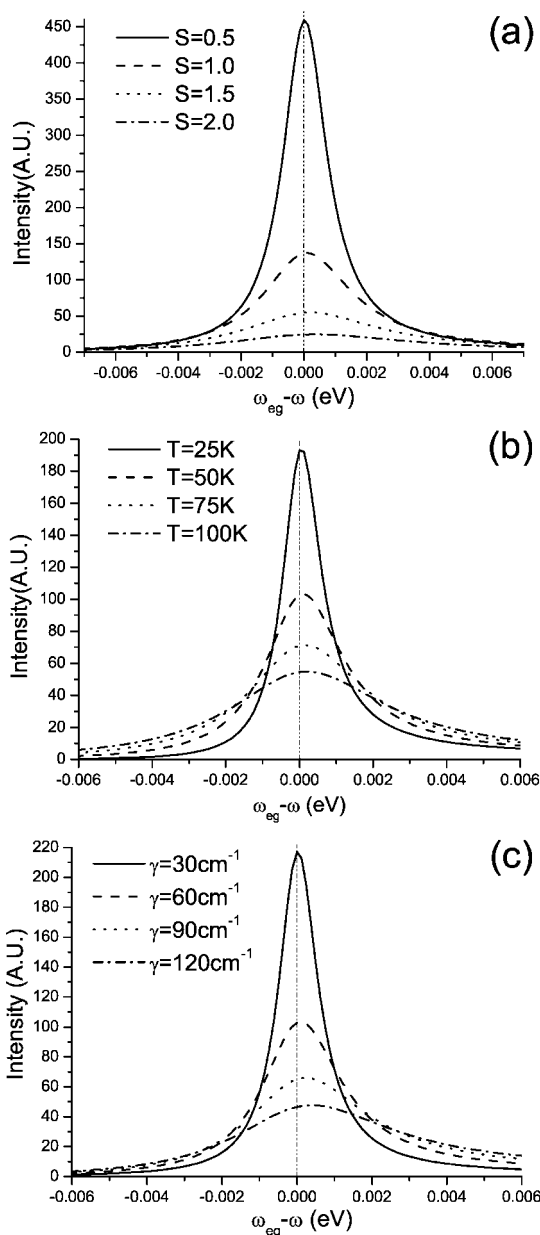 (a)
S=0.5
S=1.0
S=1.5
S=2.0
450
400
350
300
250
200
150
100
50
0
Intensity(A.U.)
-0.006 -0.004 -0.002 0.000 0.002 0.004 0.006
ω_eg-ω (eV)
(b)
T=25K
T=50K
T=75K
T=100K
200
180
160
140
120
100
80
60
40
20
0
Intensity(A.U.)
-0.006 -0.004 -0.002 0.000 0.002 0.004 0.006
ω_eg-ω (eV)
(c)
γ=30cm⁻¹
γ=60cm⁻¹
γ=90cm⁻¹
γ=120cm⁻¹
220
200
180
160
140
120
100
80
60
40
20
0
Intensity (A.U.)
-0.006 -0.004 -0.002 0.000 0.002 0.004 0.006
ω_eg-ω (eV)